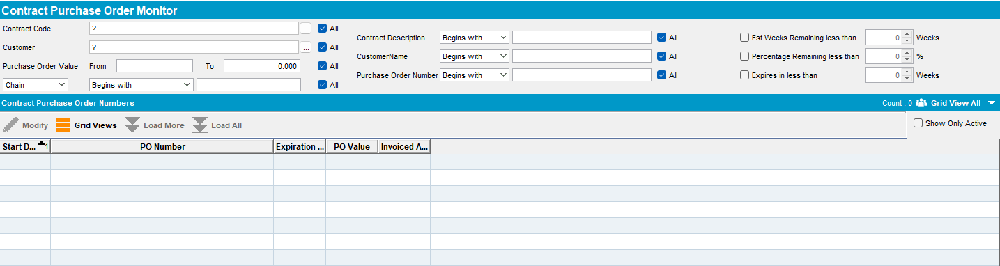 Contract Purchase Order Monitor
Contract Code ? ... All
Customer ? ... All
Purchase Order Value From To 0.000 All
Chain Begins with All
Contract Description Begins with All
CustomerName Begins with All
Purchase Order Number Begins with All
Est Weeks Remaining less than 0 Weeks
Percentage Remaining less than 0 %
Expires in less than 0 Weeks
Contract Purchase Order Numbers Count : 0 Grid View All
Modify Grid Views Load More Load All Show Only Active
Start D... 1 PO Number Expiration ... PO Value Invoiced A...